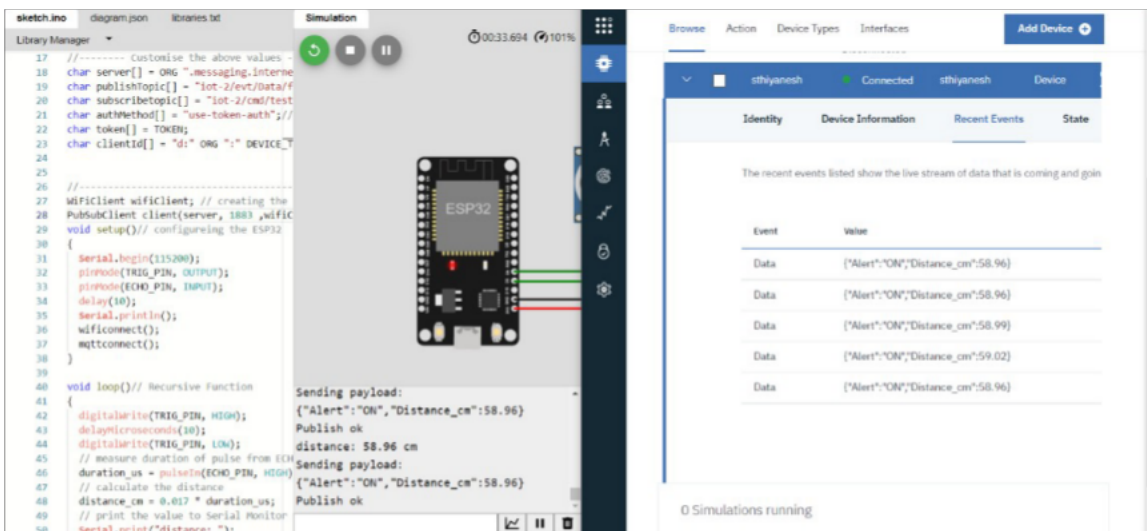 sketch.ino diagram.json libraries.txt
Library Manager
17 //-------- Customise the above values -
18 char server[] = ORG ".messaging.interne
19 char publishTopic[] = "iot-2/evt/Data/f
20 char subscribetopic[] = "iot-2/cmd/test
21 char authMethod[] = "use-token-auth";//
22 char token[] = TOKEN;
23 char clientId[] = "d:" ORG ":" DEVICE_T
24
25
26 //-----------------------------------
27 WiFiClient wifiClient; // creating the
28 PubSubClient client(server, 1883 ,wifiC
29 void setup()// configureing the ESP32
30 {
31 Serial.begin(115200);
32 pinMode(TRIG_PIN, OUTPUT);
33 pinMode(ECHO_PIN, INPUT);
34 delay(10);
35 Serial.println();
36 wificonnect();
37 mqttconnect();
38 }
39
40 void loop()// Recursive Function
41 {
42 digitalWrite(TRIG_PIN, HIGH);
43 delayMicroseconds(10);
44 digitalWrite(TRIG_PIN, LOW);
45 // measure duration of pulse from ECH
46 duration_us = pulseIn(ECHO_PIN, HIGH)
47 // calculate the distance
48 distance_cm = 0.017 * duration_us;
49 // print the value to Serial Monitor
50 Serial.print("distance: ");
Simulation
00:33.694 101%
ESP32
Sending payload:
{"Alert":"ON","Distance_cm":58.96}
Publish ok
distance: 58.96 cm
Sending payload:
{"Alert":"ON","Distance_cm":58.96}
Publish ok
Browse Action Device Types Interfaces Add Device
sthiyanesh Connected sthiyanesh Device
Identity Device Information Recent Events State
The recent events listed show the live stream of data that is coming and goin
Event Value
Data {"Alert":"ON","Distance_cm":58.96}
Data {"Alert":"ON","Distance_cm":58.96}
Data {"Alert":"ON","Distance_cm":58.99}
Data {"Alert":"ON","Distance_cm":59.02}
Data {"Alert":"ON","Distance_cm":58.96}
0 Simulations running